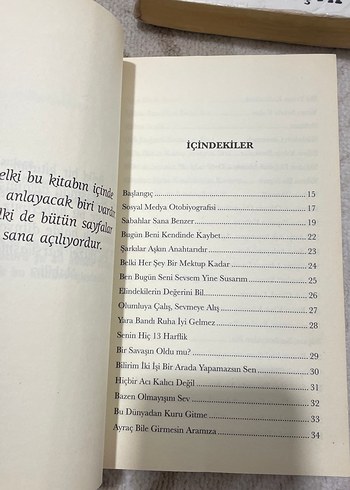 elki bu kitabın içinde
anlayacak biri vardır
lki de bütün sayfalar
sana açılıyordur.
İÇİNDEKİLER
Başlangıç 15
Sosyal Medya Otobiyografisi 17
Sabahlar Sana Benzer 19
Bugün Beni Kendinde Kaybet 22
Şarkılar Aşkın Anahtarıdır 23
Belki Her Şey Bir Mektup Kadar 24
Ben Bugün Seni Sevsem Yine Susarım 25
Elindekilerin Değerini Bil 26
Olumluya Çalış, Sevmeye Alış 27
Yara Bandı Ruha İyi Gelmez 28
Senin Hiç 13 Harflik
Bir Savaşın Oldu mu? 29
Bilirim İki İşi Bir Arada Yapamazsın Sen 30
Hiçbir Acı Kalıcı Değil 31
Bazen Olmayışını Sev 32
Bu Dünyadan Kuru Gitme 33
Ayraç Bile Girmesin Aramıza 34